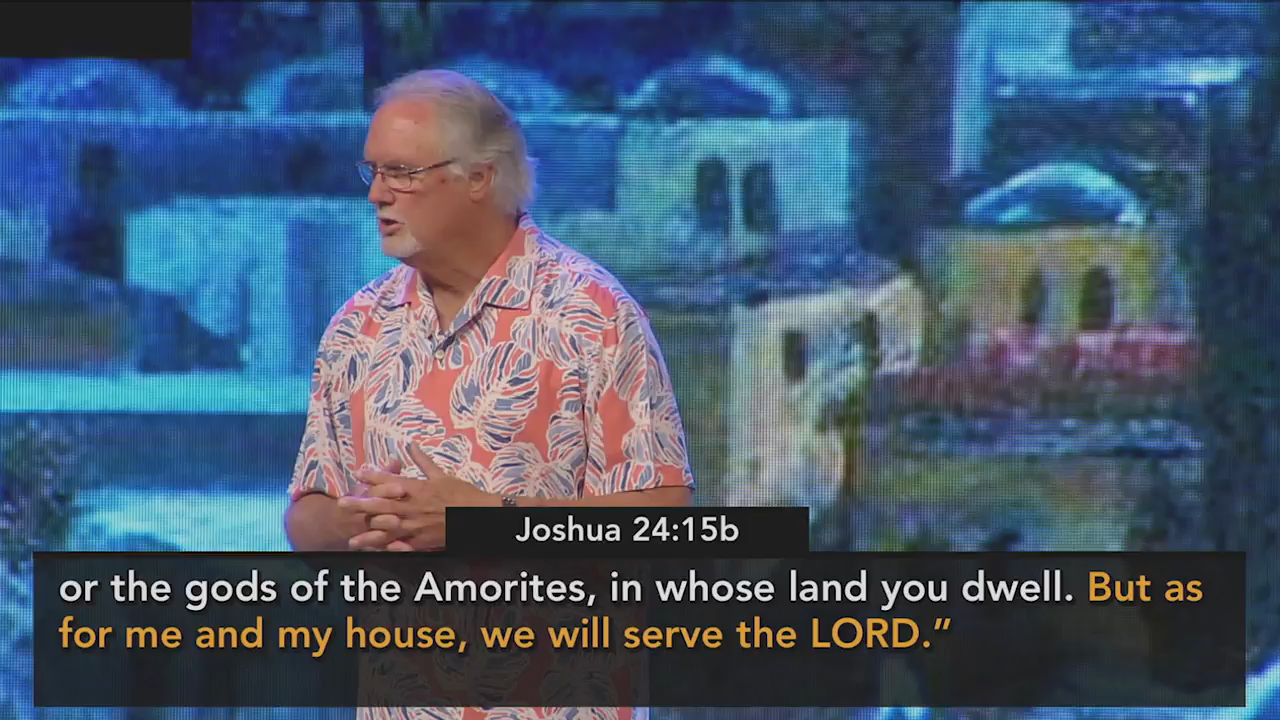 Joshua 24:15b
or the gods of the Amorites, in whose land you dwell. But as
for me and my house, we will serve the LORD.”